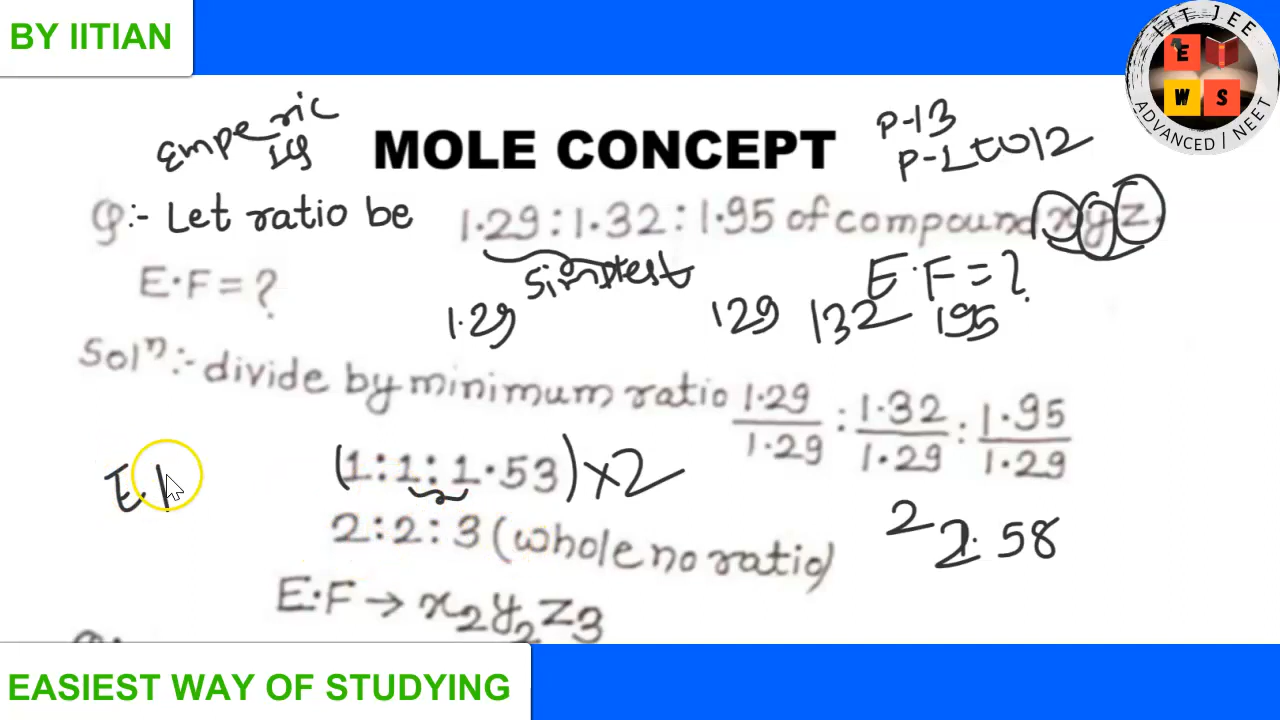 BY IITIAN
IIT JEE
E
W S
ADVANCED | NEET
Emperic
MOLE CONCEPT
P-13
P-1 to 12
Q:- Let ratio be 1.29:1.32:1.95 of compound x y z.
E.F = ?
Simplest
E.F = ?
1.29 129 132 195
Solⁿ:- divide by minimum ratio 1.29/1.29 : 1.32/1.29 : 1.95/1.29
E.
(1:1:1.53) x2
2:2:3 (whole no ratio)
2 2.58
E.F → x₂y₂z₃
EASIEST WAY OF STUDYING